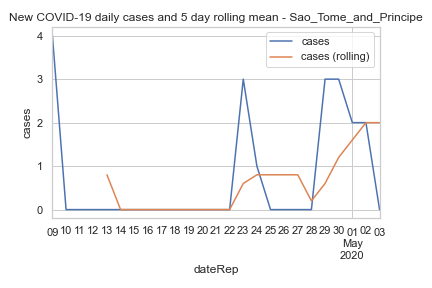 New COVID-19 daily cases and 5 day rolling mean - Sao_Tome_and_Principe
cases
cases (rolling)
cases
4
3
2
1
0
09 10 11 12 13 14 15 16 17 18 19 20 21 22 23 24 25 26 27 28 29 30 01 02 03
May
2020
dateRep